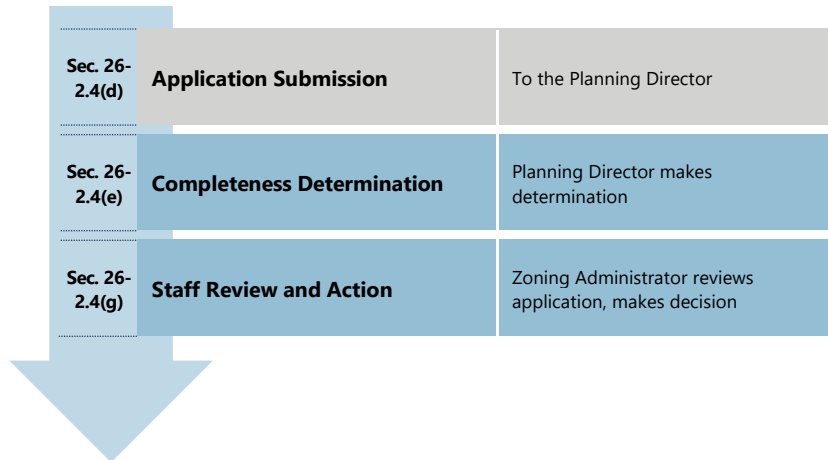 Sec. 26-
2.4(d)
Application Submission
To the Planning Director
Sec. 26-
2.4(e)
Completeness Determination
Planning Director makes
determination
Sec. 26-
2.4(g)
Staff Review and Action
Zoning Administrator reviews
application, makes decision